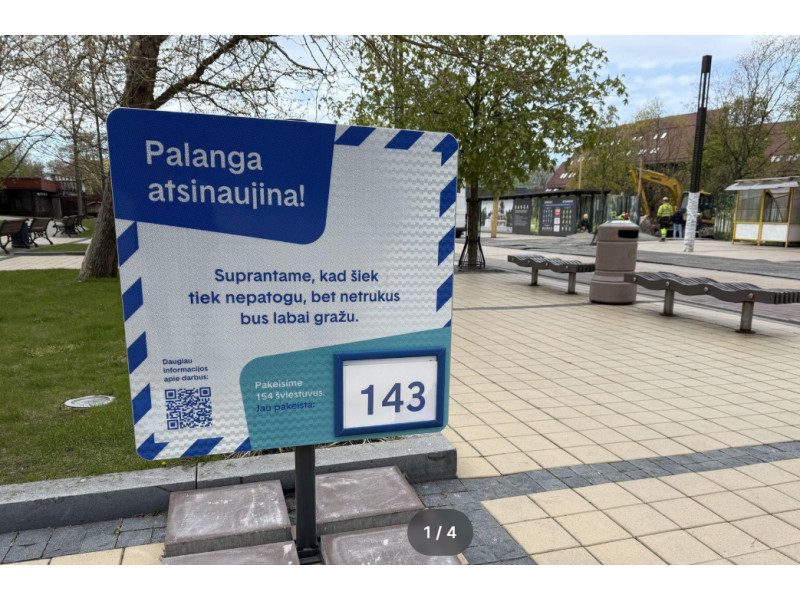 Palanga
atsinaujina!
Suprantame, kad šiek
tiek nepatogu, bet netrukus
bus labai gražu.
Daugiau
informacijos
apie darbus:
Pakeisime
154 šviestuvus.
Jau pakeista:
143
1 / 4